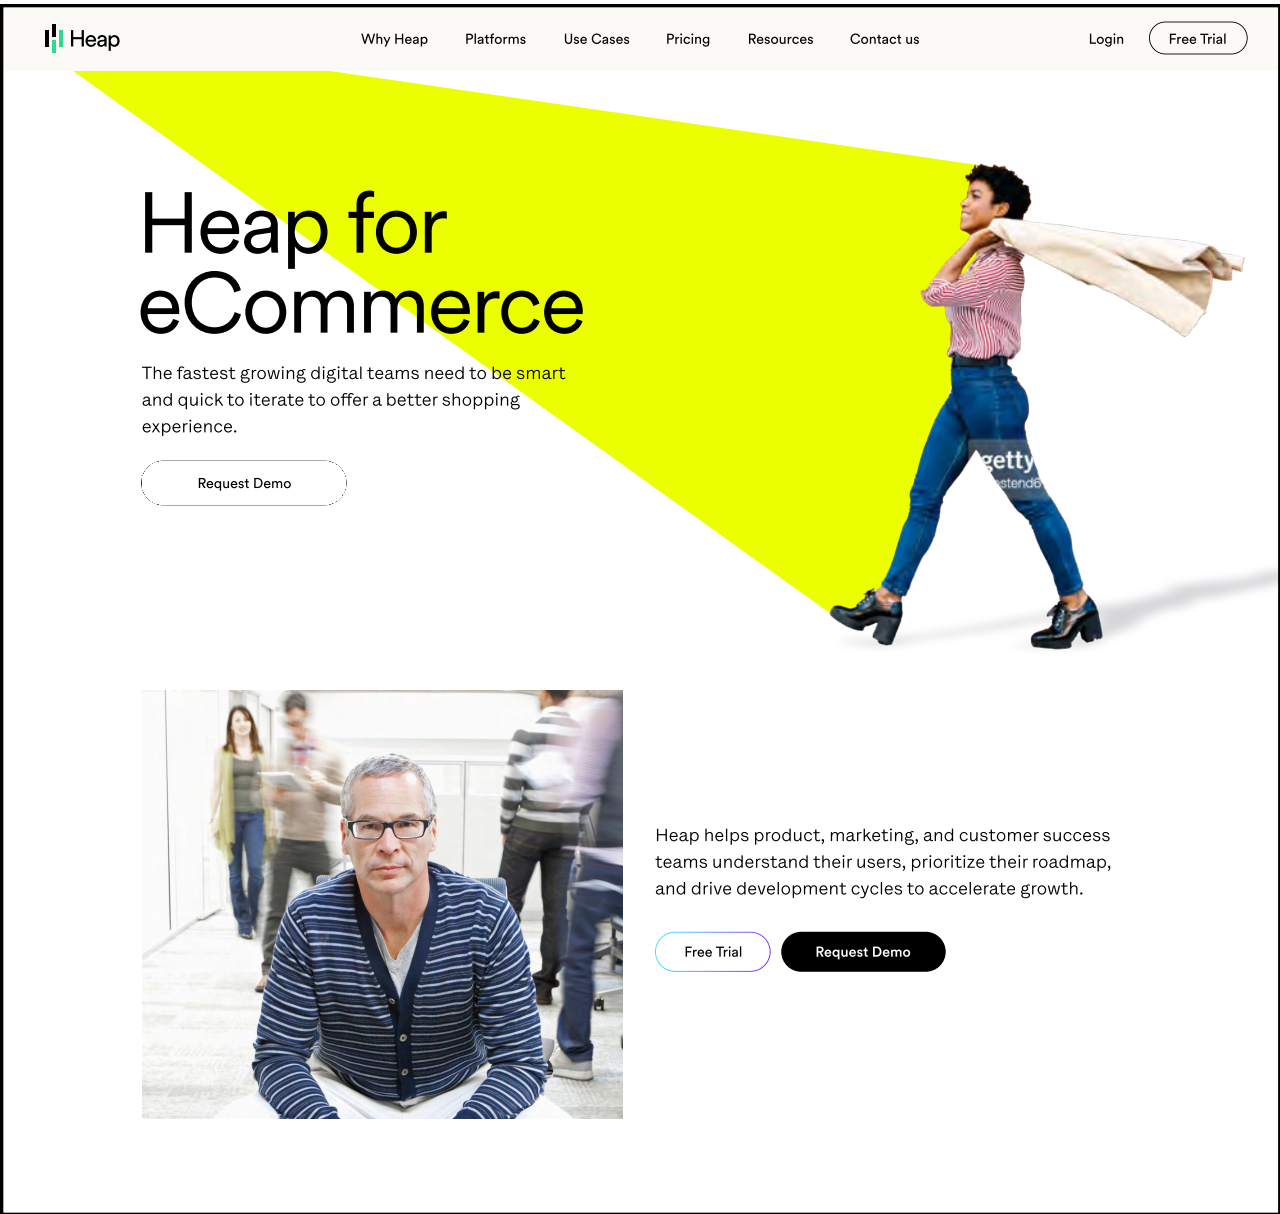 Heap
Why Heap
Platforms
Use Cases
Pricing
Resources
Contact us
Login
Free Trial
Heap for
eCommerce
The fastest growing digital teams need to be smart
and quick to iterate to offer a better shopping
experience.
Request Demo
getty
estend6
Heap helps product, marketing, and customer success
teams understand their users, prioritize their roadmap,
and drive development cycles to accelerate growth.
Free Trial
Request Demo